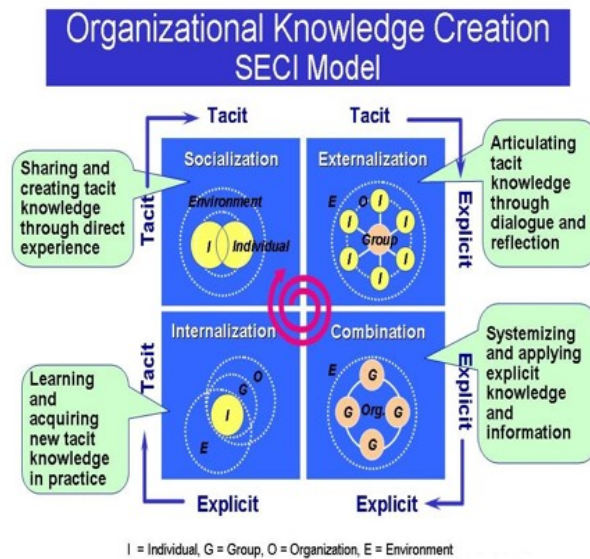 Organizational Knowledge Creation
SECI Model
Tacit
Tacit
Sharing and
creating tacit
knowledge
through direct
experience
Tacit
Socialization
Environment
I
Individual
Externalization
E
O
I
I
I
Group
I
I
I
Explicit
Articulating
tacit
knowledge
through
dialogue and
reflection
Learning
and
acquiring
new tacit
knowledge
in practice
Tacit
Internalization
O
G
I
E
Combination
E
G
G
Org.
G
G
Explicit
Systemizing
and applying
explicit
knowledge
and
information
Explicit
Explicit
I = Individual, G = Group, O = Organization, E = Environment